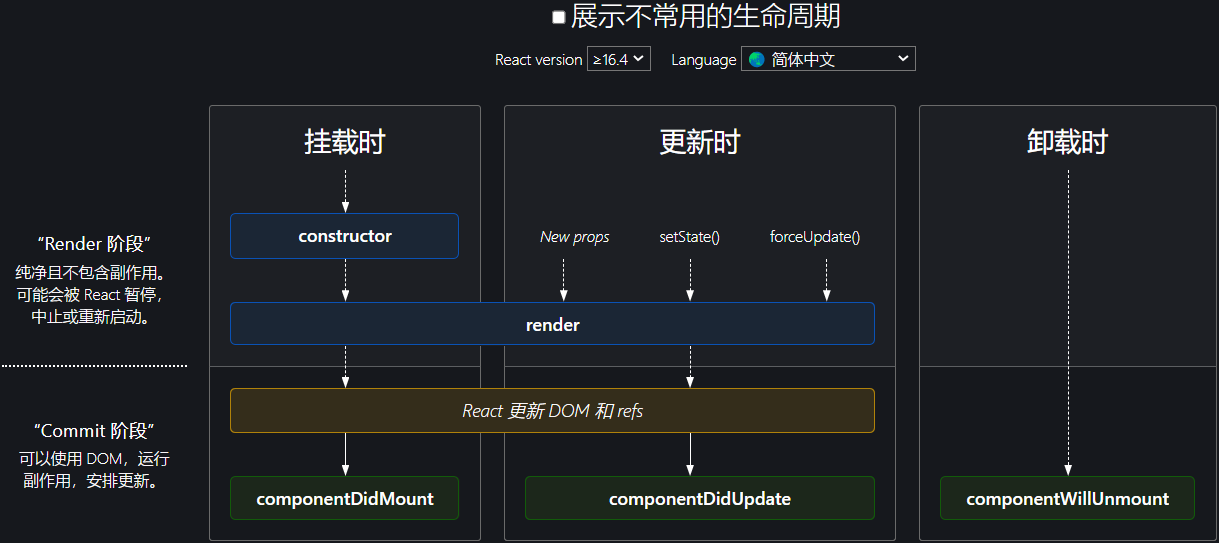 展示不常用的生命周期
React version ≥16.4 Language 简体中文
挂载时
更新时
卸载时
“Render 阶段”
纯净且不包含副作用。
可能会被 React 暂停，
中止或重新启动。
constructor
New props
setState()
forceUpdate()
render
“Commit 阶段”
可以使用 DOM，运行
副作用，安排更新。
React 更新 DOM 和 refs
componentDidMount
componentDidUpdate
componentWillUnmount